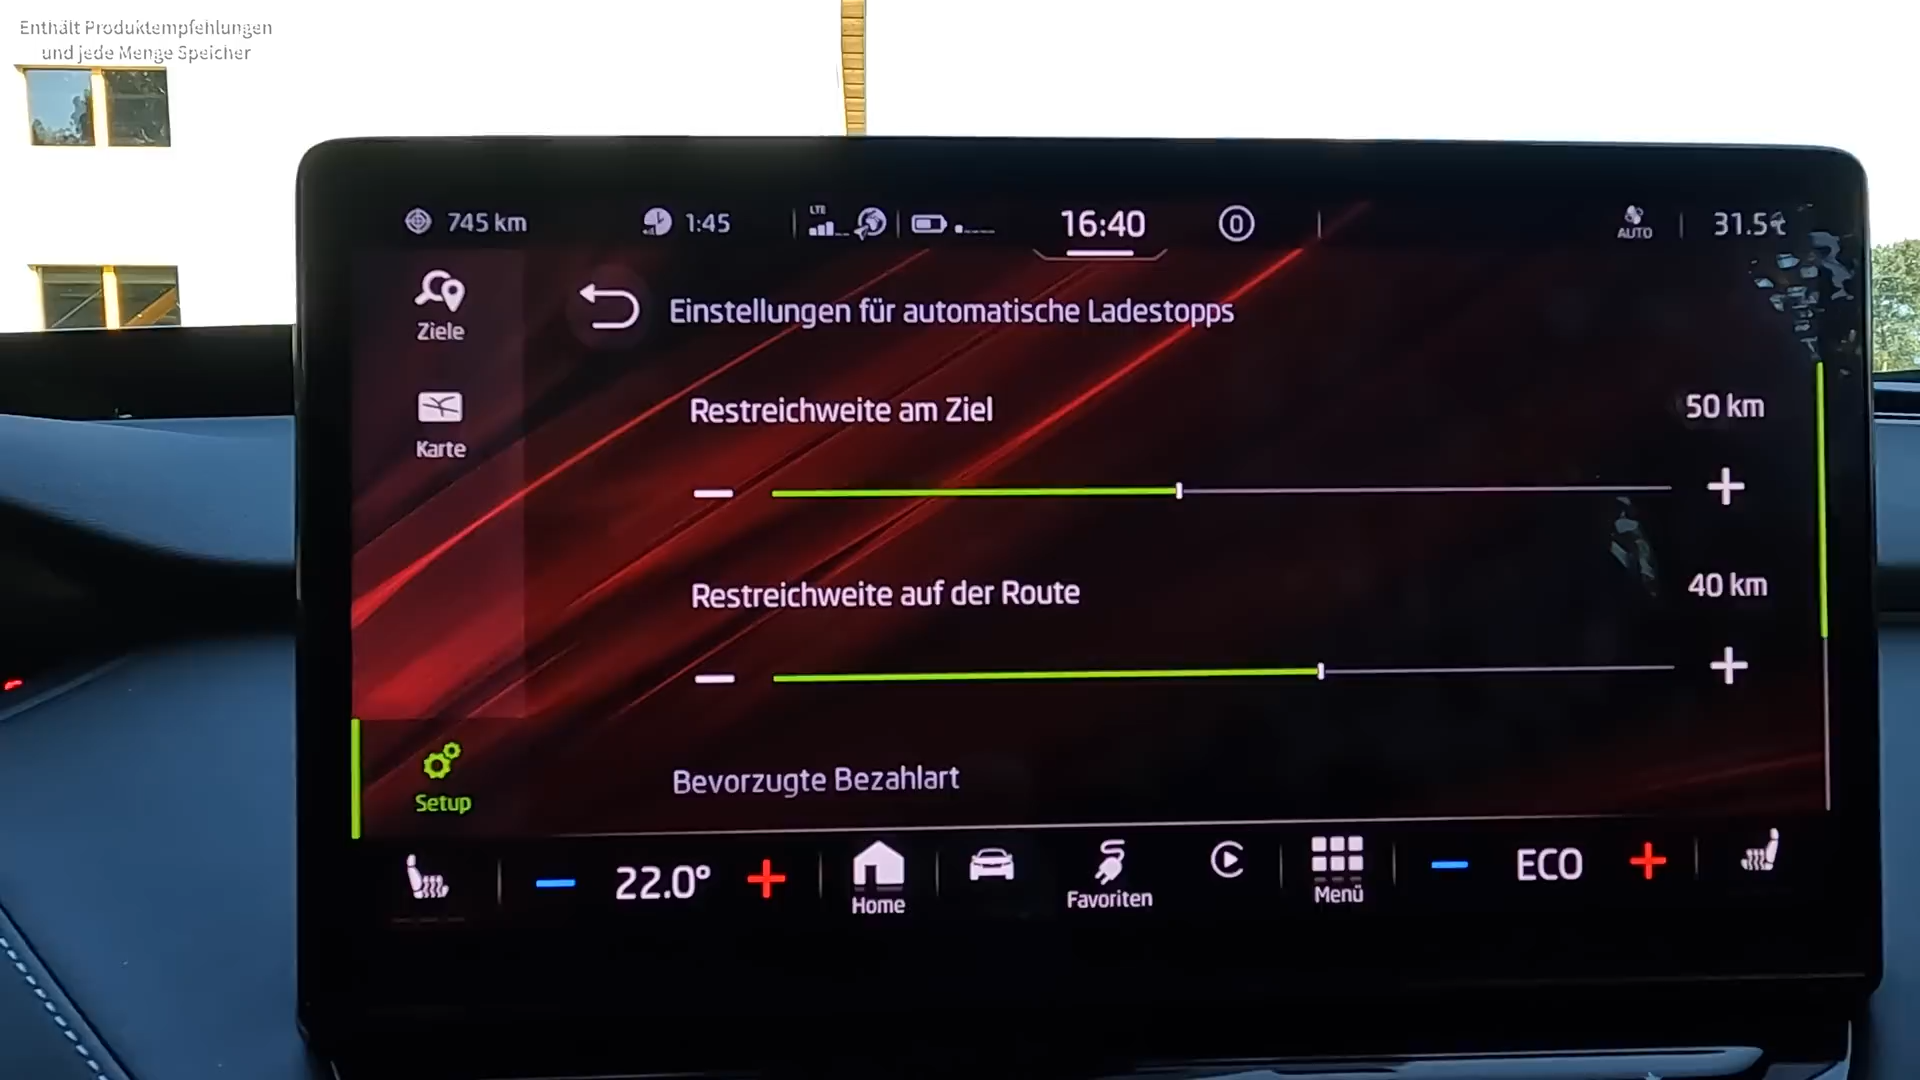 Enthält Produktempfehlungen
und jede Menge Speicher
745 km
1:45
LTE
16:40
AUTO
31.5°C
Ziele
Einstellungen für automatische Ladestopps
Karte
Restreichweite am Ziel
50 km
Restreichweite auf der Route
40 km
Setup
Bevorzugte Bezahlart
22.0°
Home
Favoriten
Menü
ECO